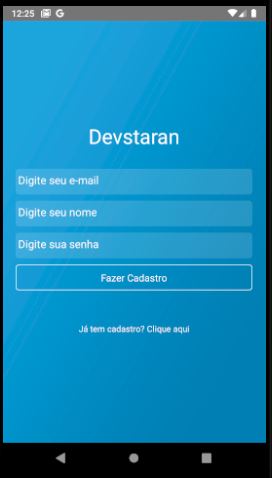 12:25 G
Devstaran
Digite seu e-mail
Digite seu nome
Digite sua senha
Fazer Cadastro
Já tem cadastro? Clique aqui